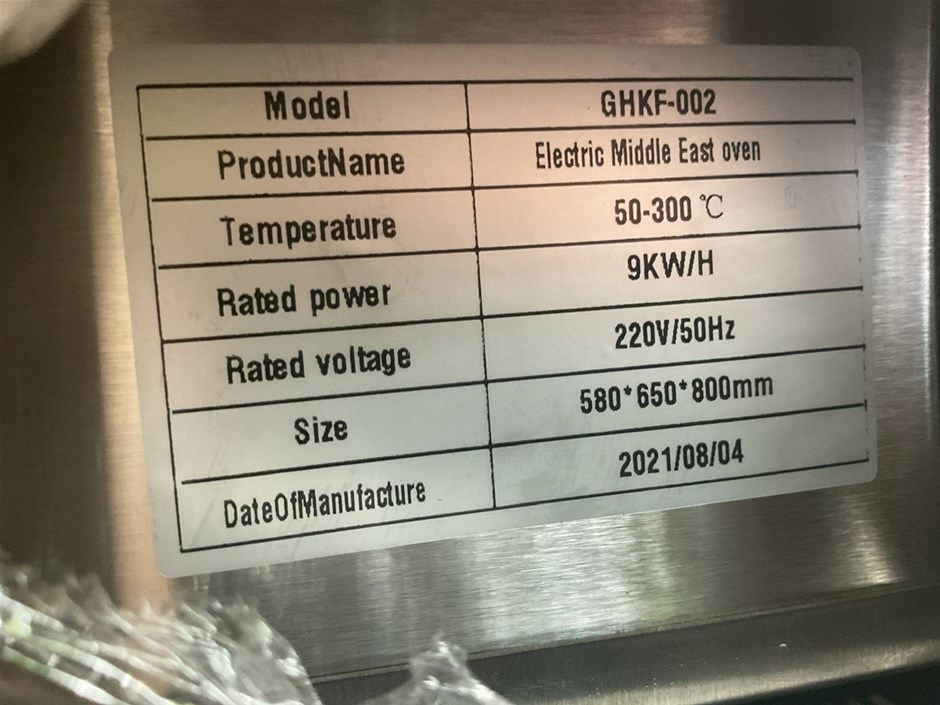 Model GHKF-002
ProductName Electric Middle East oven
Temperature 50-300 ℃
Rated power 9KW/H
Rated voltage 220V/50Hz
Size 580*650*800mm
DateOfManufacture 2021/08/04